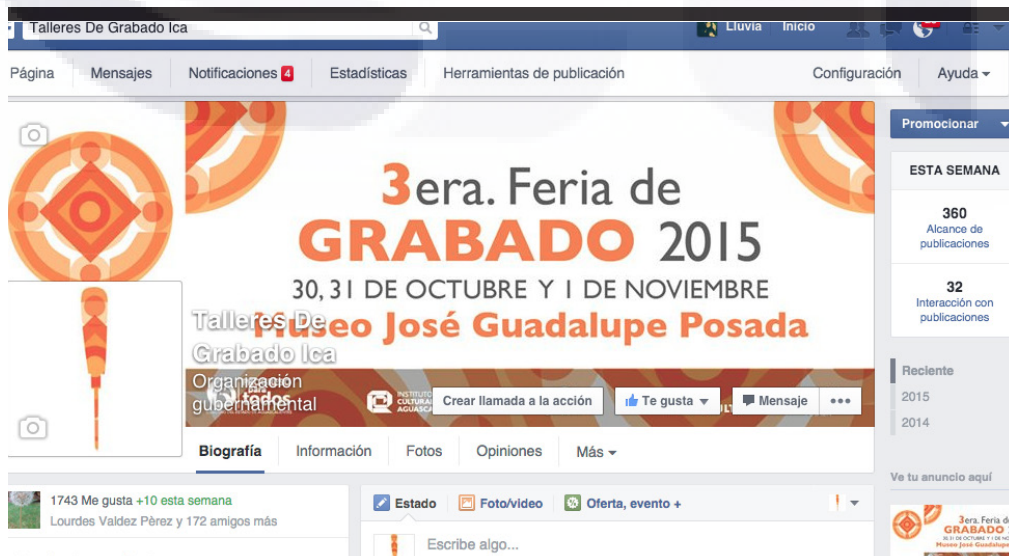 Talleres De Grabado Ica
Lluvia Inicio
Página Mensajes Notificaciones 4 Estadísticas Herramientas de publicación Configuración Ayuda
Promocionar
3era. Feria de
GRABADO 2015
30, 31 DE OCTUBRE Y 1 DE NOVIEMBRE
Museo José Guadalupe Posada
Talleres De
Grabado Ica
Organización
gubernamental
para
todos
INSTITUTO
CULTURAL
Crear llamada a la acción Te gusta Mensaje
Biografía Información Fotos Opiniones Más
ESTA SEMANA
360
Alcance de
publicaciones
32
Interacción con
publicaciones
Reciente
2015
2014
Ve tu anuncio aquí
3era. Feria de
GRABADO
Museo José Guadalupe
1743 Me gusta +10 esta semana
Lourdes Valdez Pèrez y 172 amigos más
Estado Foto/video Oferta, evento +
Escribe algo...